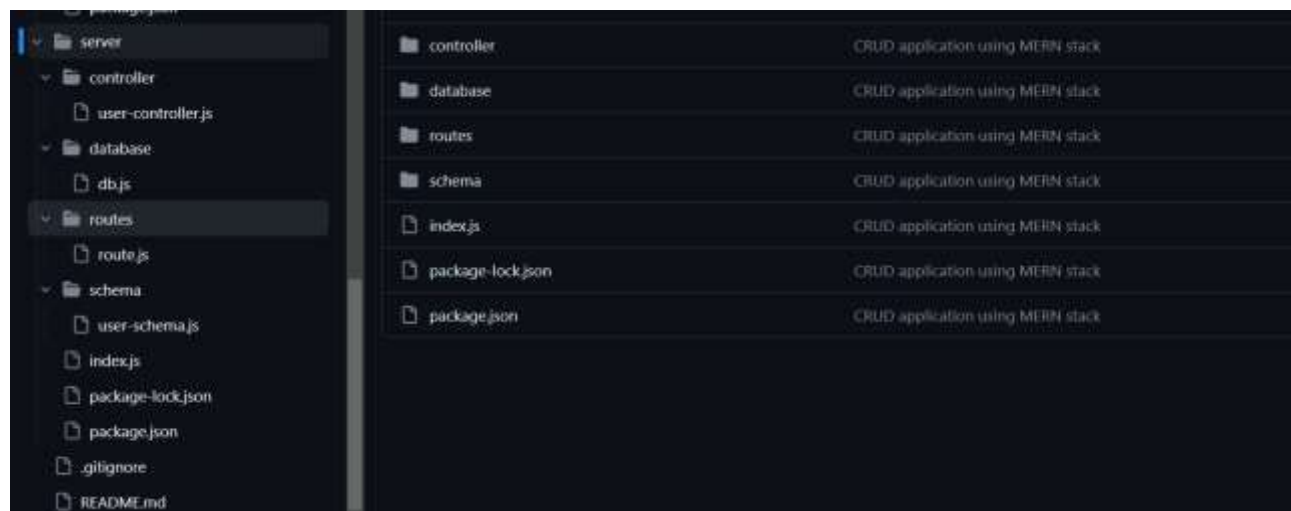 package.json
server
controller
user-controller.js
database
db.js
routes
route.js
schema
user-schema.js
index.js
package-lock.json
package.json
.gitignore
README.md
controller CRUD application using MERN stack
database CRUD application using MERN stack
routes CRUD application using MERN stack
schema CRUD application using MERN stack
index.js CRUD application using MERN stack
package-lock.json CRUD application using MERN stack
package.json CRUD application using MERN stack